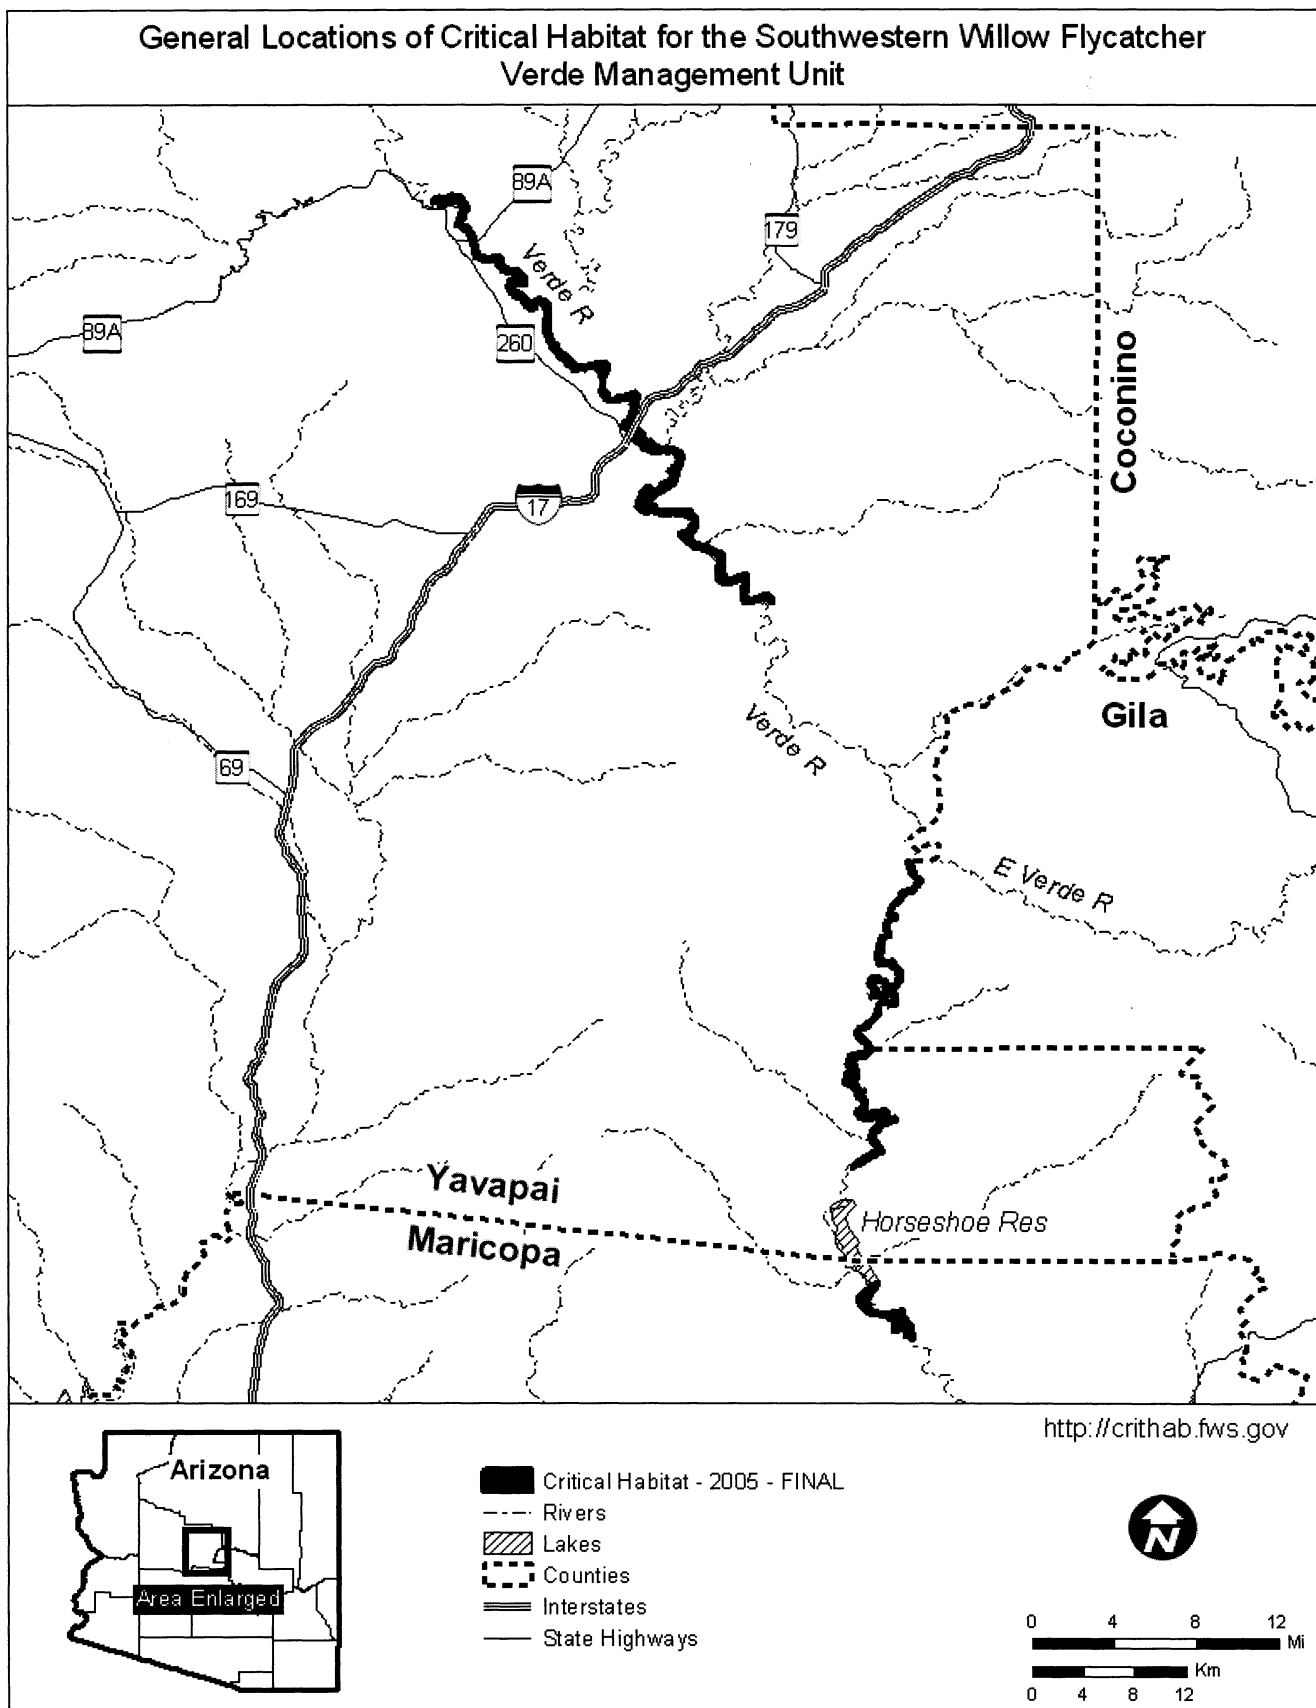 General Locations of Critical Habitat for the Southwestern Willow Flycatcher
Verde Management Unit
89A
179
Verde R
89A
260
Coconino
169
17
Gila
Verde R
69
E Verde R
Yavapai
Horseshoe Res
Maricopa
http://crithab.fws.gov
Arizona
Area Enlarged
Critical Habitat - 2005 - FINAL
Rivers
Lakes
Counties
Interstates
State Highways
N
0 4 8 12
Mi
Km
0 4 8 12